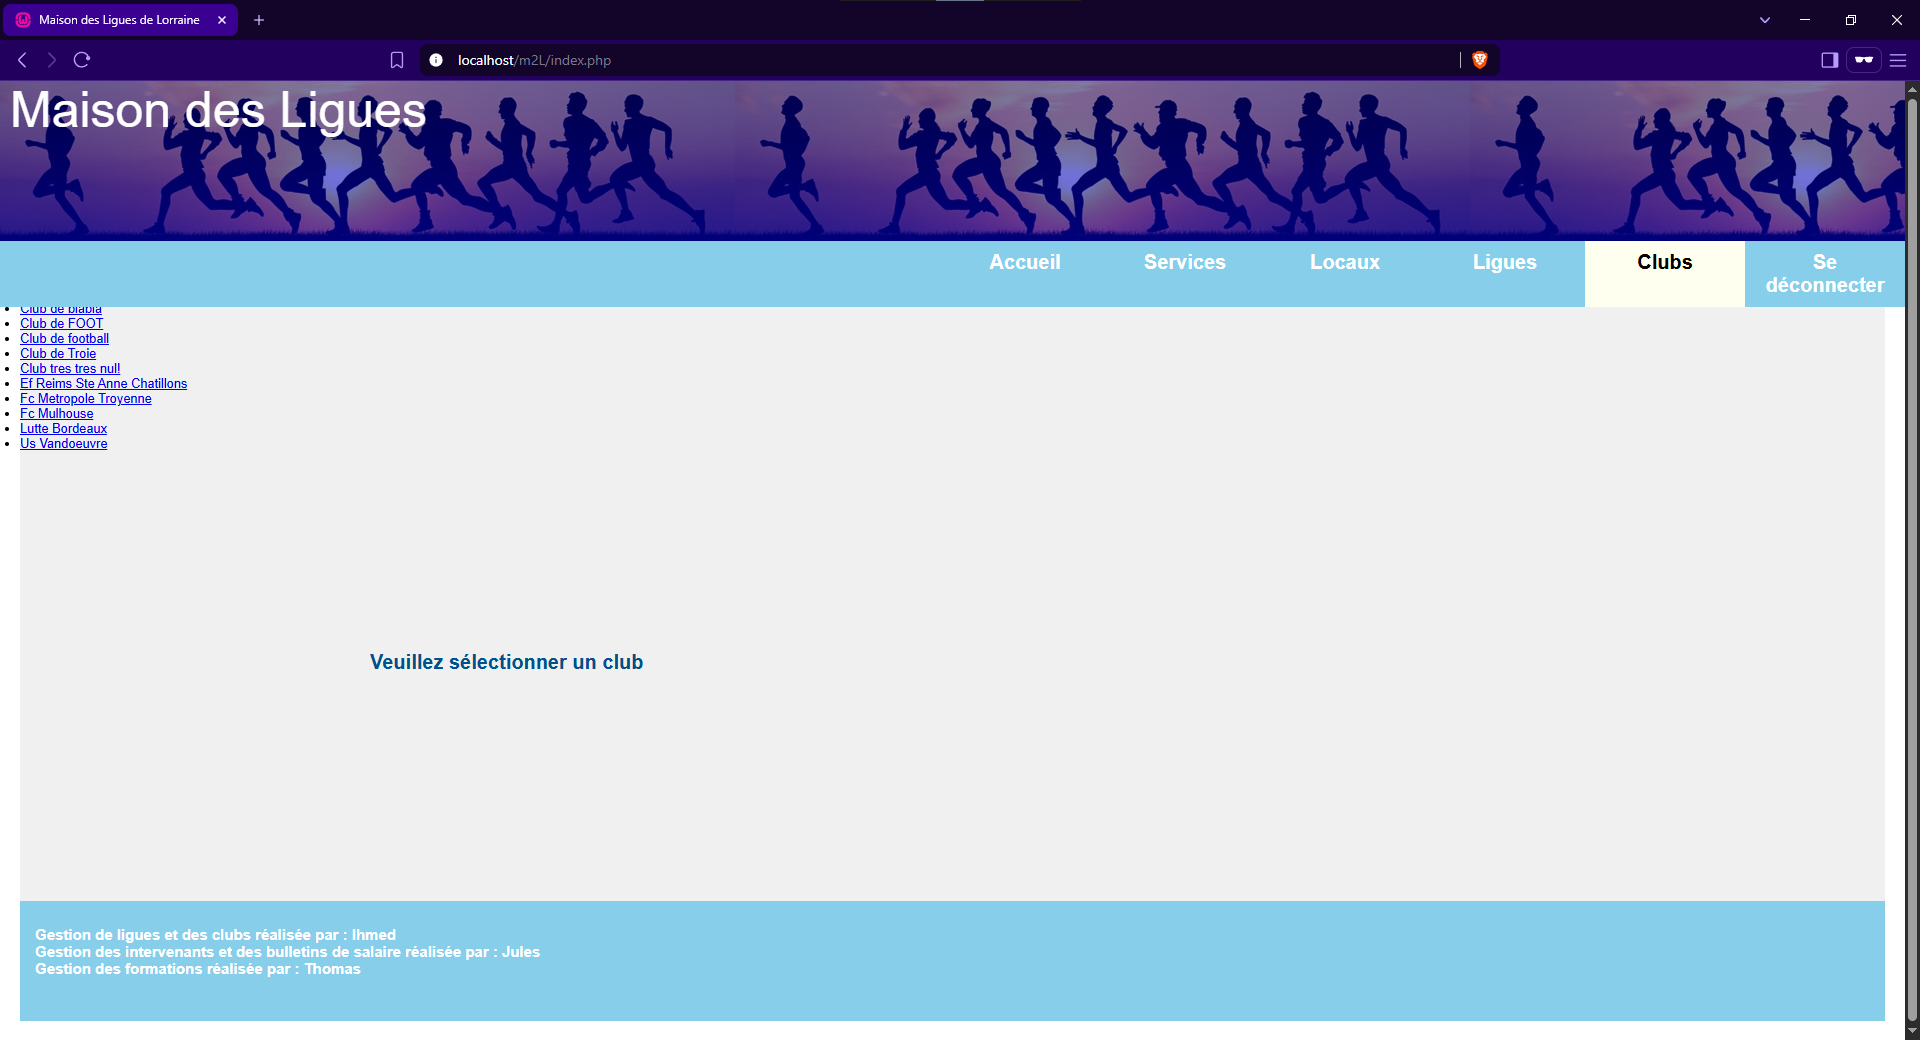 Maison des Ligues de Lorraine
localhost/m2L/index.php
Maison des Ligues
Accueil Services Locaux Ligues Clubs Se déconnecter
Club de blabla
Club de FOOT
Club de football
Club de Troie
Club tres tres nul!
Ef Reims Ste Anne Chatillons
Fc Metropole Troyenne
Fc Mulhouse
Lutte Bordeaux
Us Vandoeuvre
Veuillez sélectionner un club
Gestion de ligues et des clubs réalisée par : Ihmed
Gestion des intervenants et des bulletins de salaire réalisée par : Jules
Gestion des formations réalisée par : Thomas